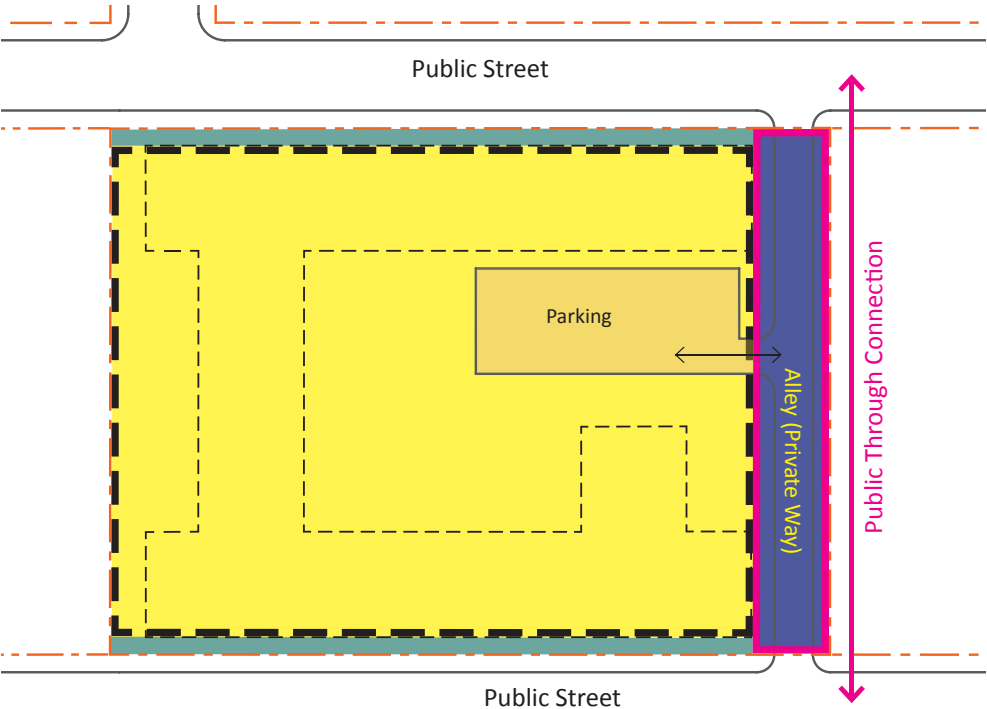 Public Street
Parking
Alley (Private Way)
Public Through Connection
Public Street